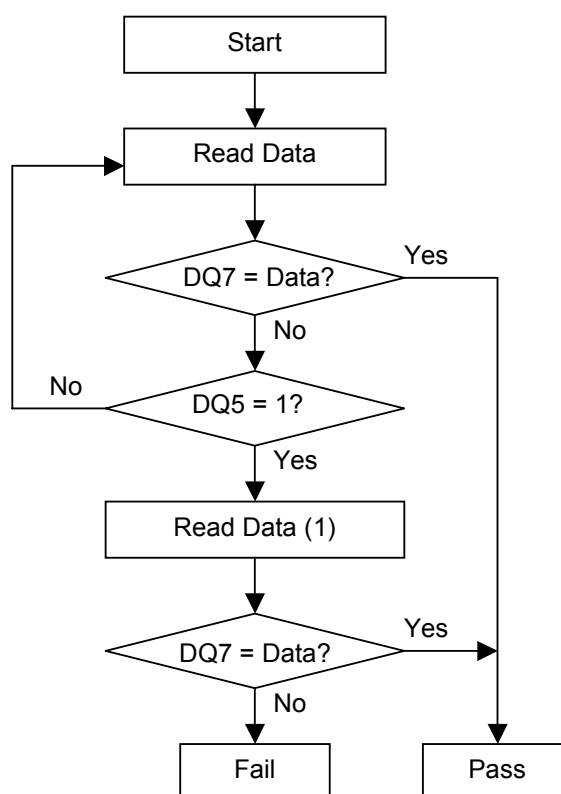 Start
Read Data
DQ7 = Data?
Yes
No
DQ5 = 1?
No
Yes
Read Data (1)
DQ7 = Data?
Yes
No
Fail
Pass